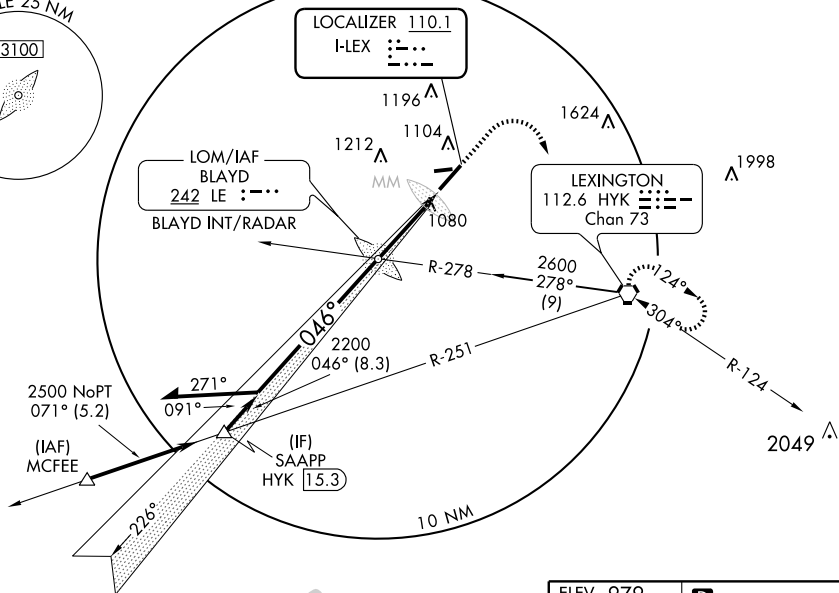 LE 25 NM
3100
LOCALIZER 110.1
I-LEX
1196
1624
1212
1104
1998
LOM/IAF
BLAYD
242 LE
MM
LEXINGTON
112.6 HYK
Chan 73
BLAYD INT/RADAR
1080
R-278
2600
278°
(9)
124°
304°
046°
2200
046° (8.3)
R-251
R-124
271°
091°
2500 NoPT
071° (5.2)
(IAF)
MCFEE
(IF)
SAAPP
HYK 15.3
2049
226°
10 NM
ELEV 979
D